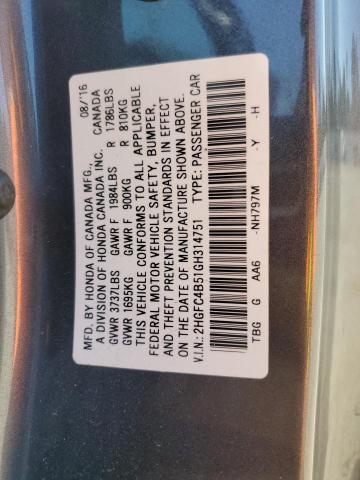 MFD. BY HONDA OF CANADA MFG. 08/'16
A DIVISION OF HONDA CANADA INC. CANADA
GVWR 3737LBS GAWR F 1984LBS R 1786LBS
GVWR 1695KG GAWR F 900KG R 810KG
THIS VEHICLE CONFORMS TO ALL APPLICABLE
FEDERAL MOTOR VEHICLE SAFETY, BUMPER,
AND THEFT PREVENTION STANDARDS IN EFFECT
ON THE DATE OF MANUFACTURE SHOWN ABOVE.
V.I.N.: 2HGFC4B51GH314751 TYPE: PASSENGER CAR
TBG G AA6 -NH797M -Y -H